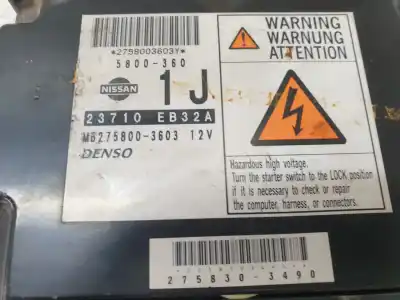 *2758003603Y*
5800-360
NISSAN
1J
23710 EB32A
MB275800-3603 12V
DENSO
WARNING
WARNUNG
ATTENTION
Hazardous high voltage.
Turn the starter switch to the LOCK position
if it is necessary to check or repair
the computer, harness, or connectors.
275830-3490